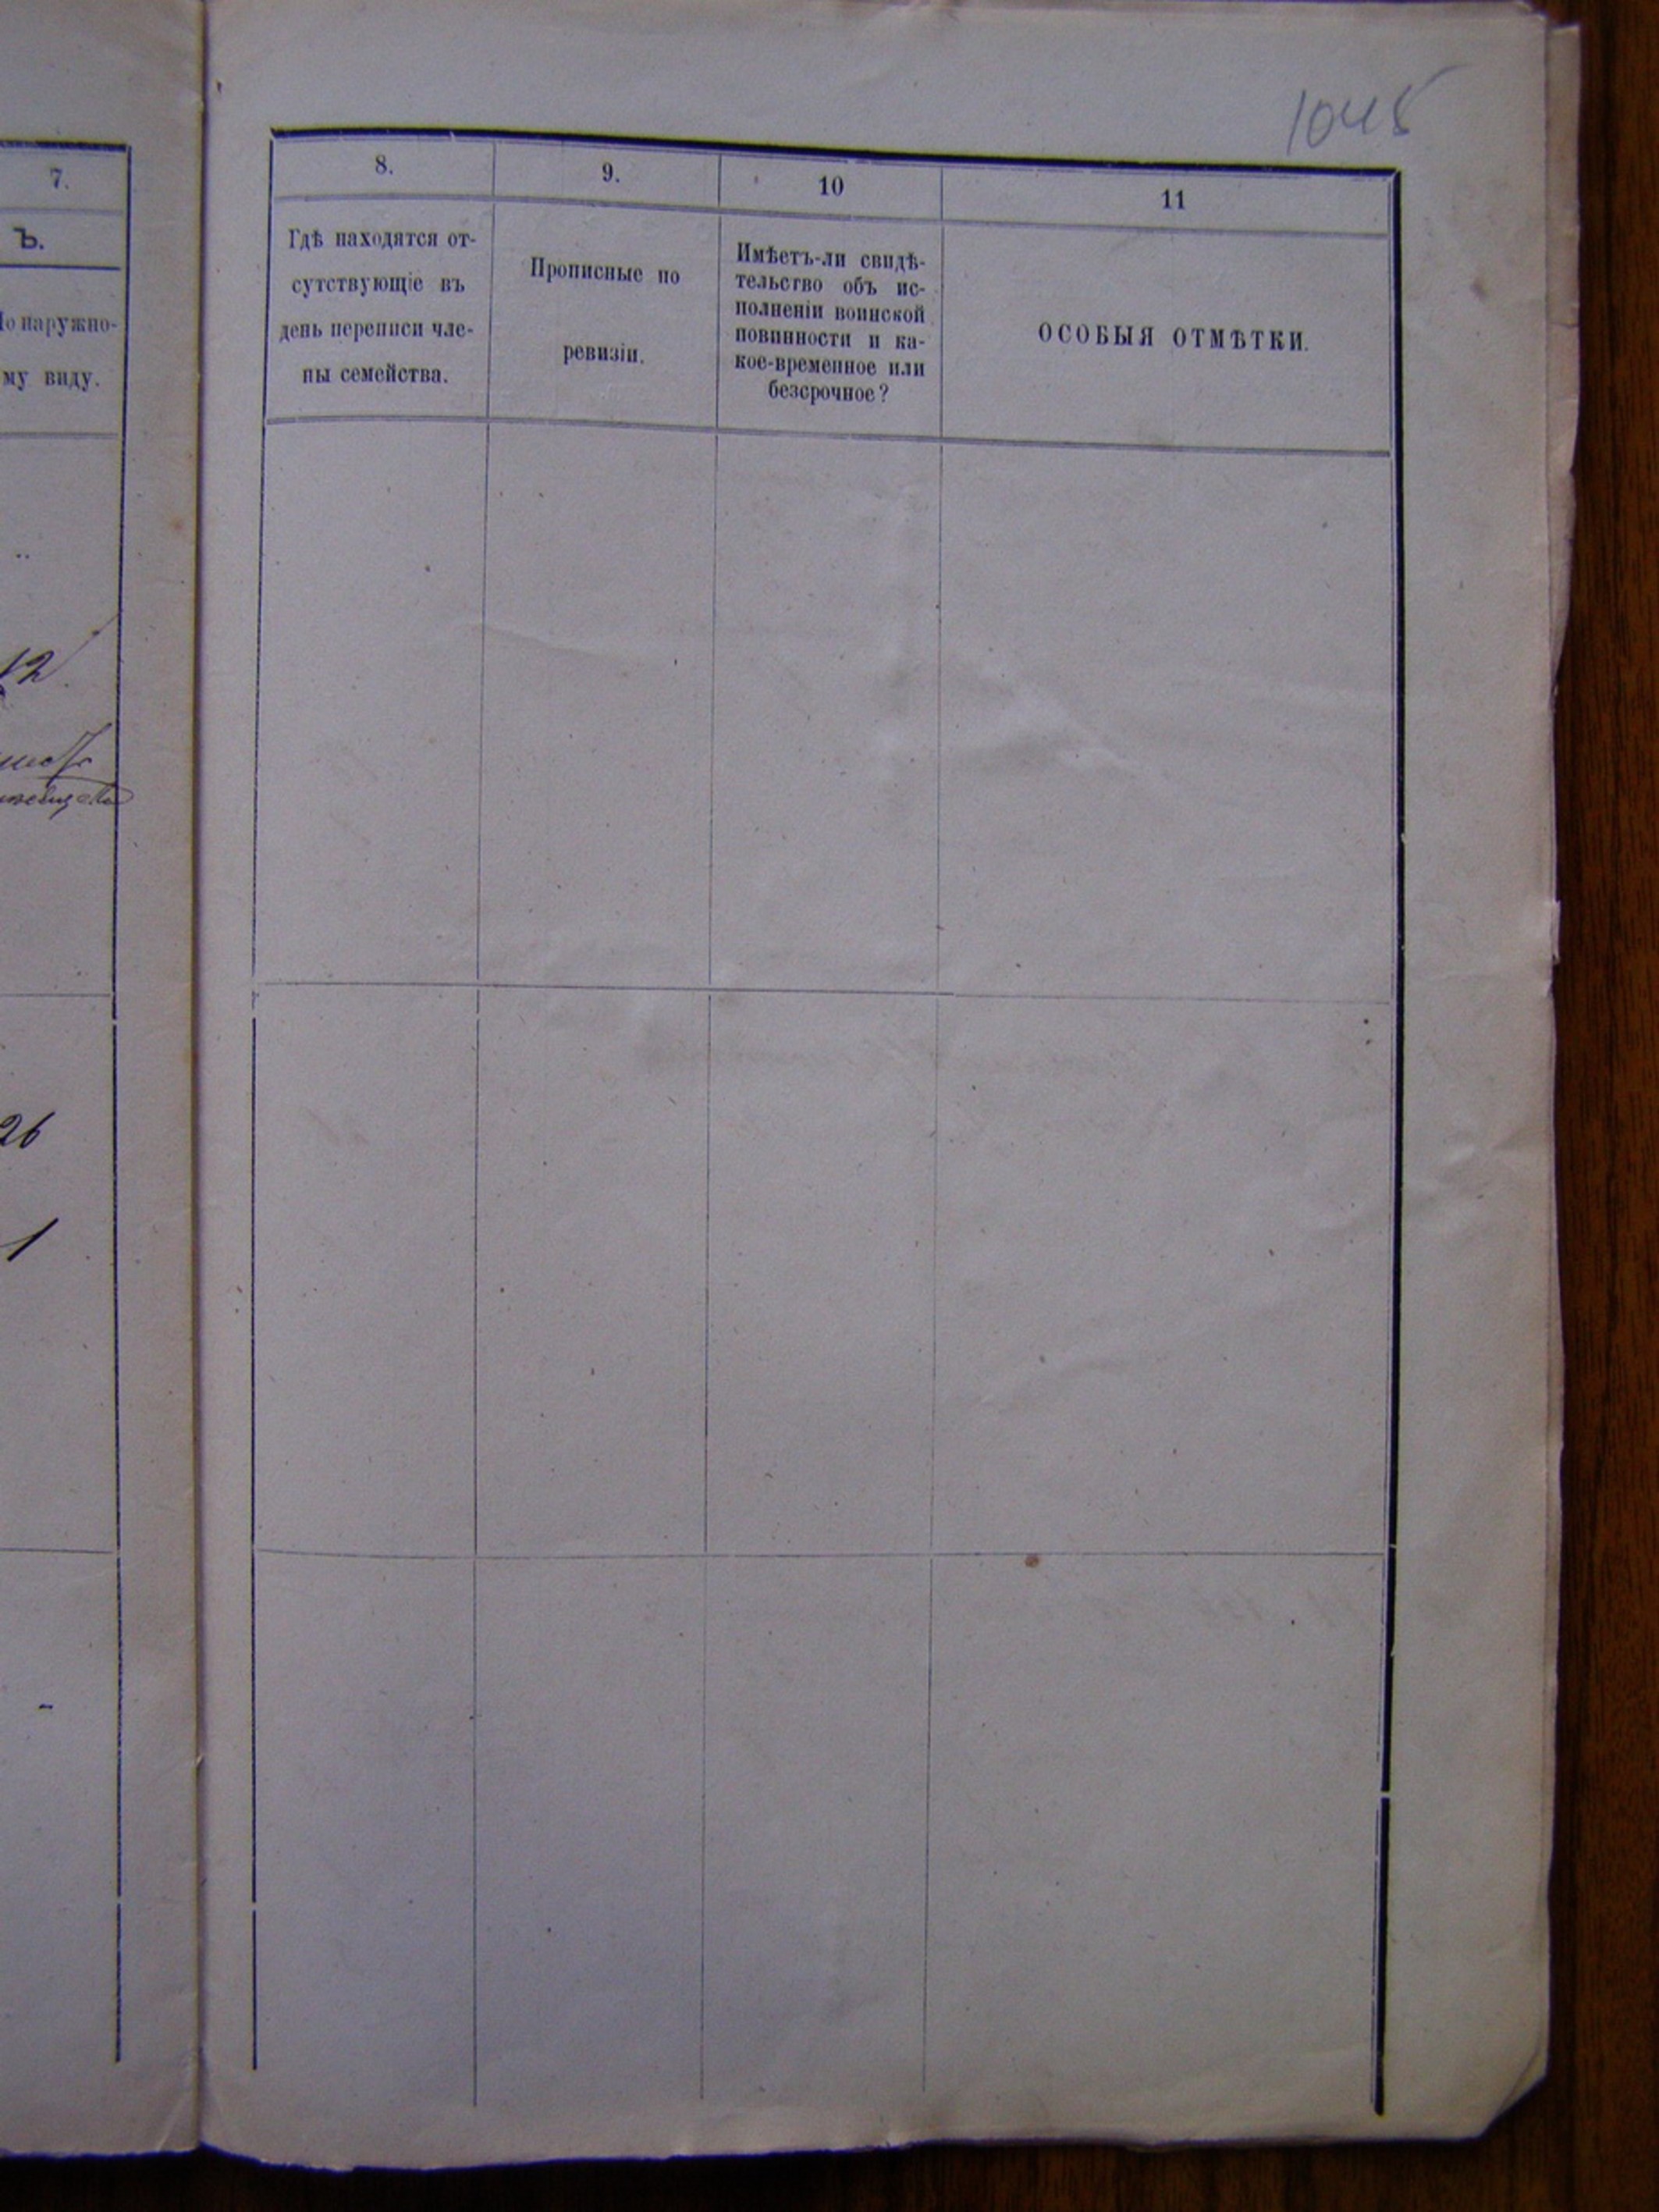 1045
7.
Ъ.
По наружно-
му виду.
12
26
1
8.
Гдѣ находятся от-
сутствующіе въ
день переписи чле-
ны семейства.
9.
Прописные по
ревизіи.
10
Имѣетъ-ли свидѣ-
тельство объ ис-
полненіи воинской
повинности и ка-
кое-временное или
безсрочное?
11
ОСОБЫЯ ОТМѢТКИ.